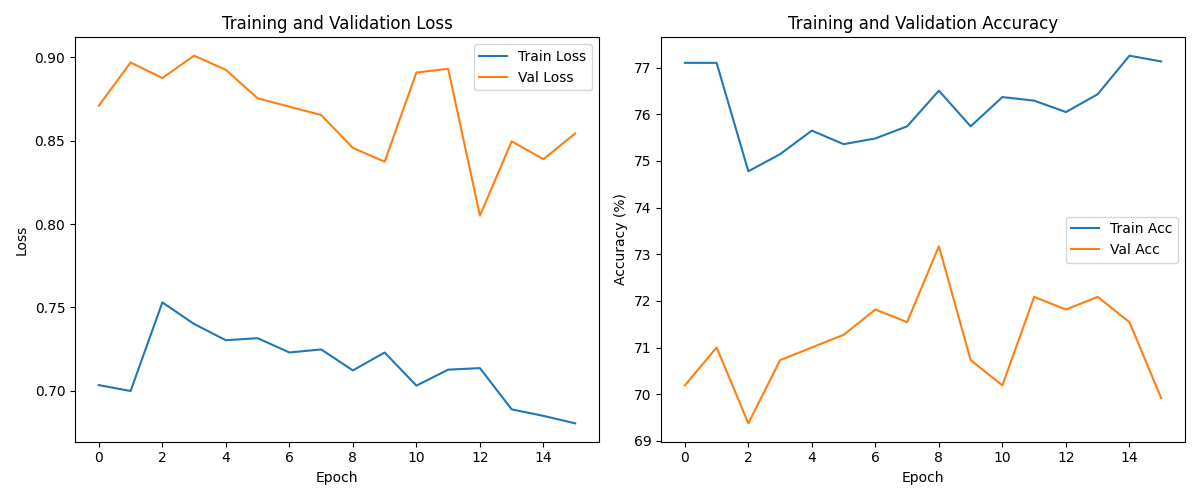 Training and Validation Loss
Train Loss
Val Loss
0.90
0.85
0.80
0.75
0.70
Loss
0 2 4 6 8 10 12 14
Epoch
Training and Validation Accuracy
77
76
75
74
73
72
71
70
69
Accuracy (%)
Train Acc
Val Acc
0 2 4 6 8 10 12 14
Epoch